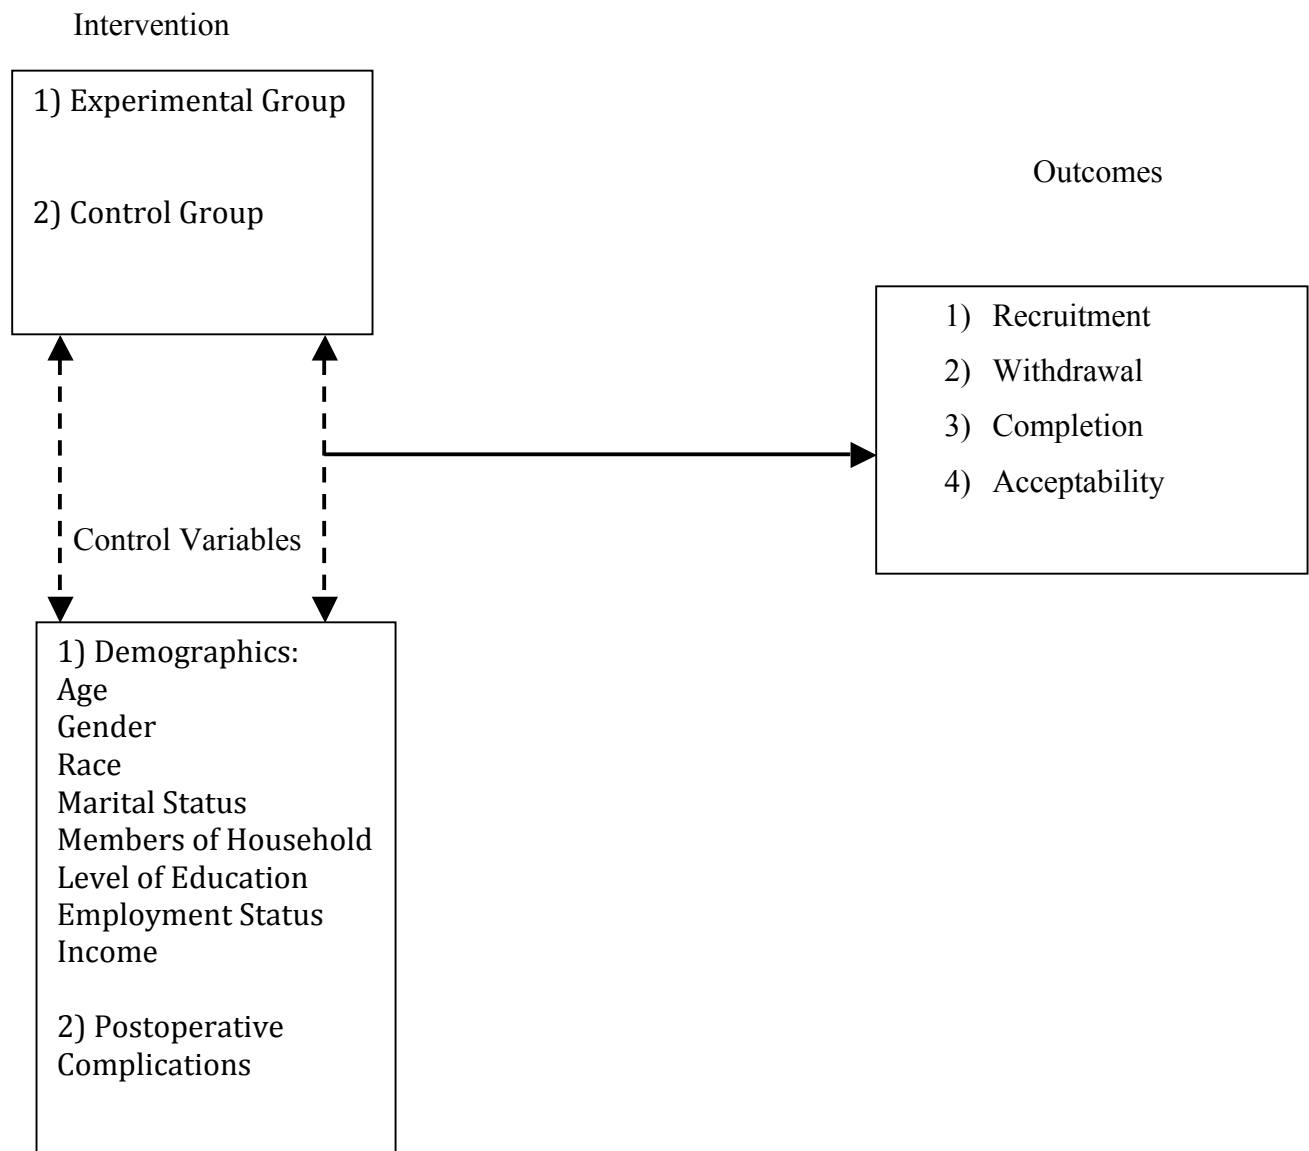 Intervention
1) Experimental Group
2) Control Group
Outcomes
1) Recruitment
2) Withdrawal
3) Completion
4) Acceptability
Control Variables
1) Demographics:
Age
Gender
Race
Marital Status
Members of Household
Level of Education
Employment Status
Income
2) Postoperative
Complications